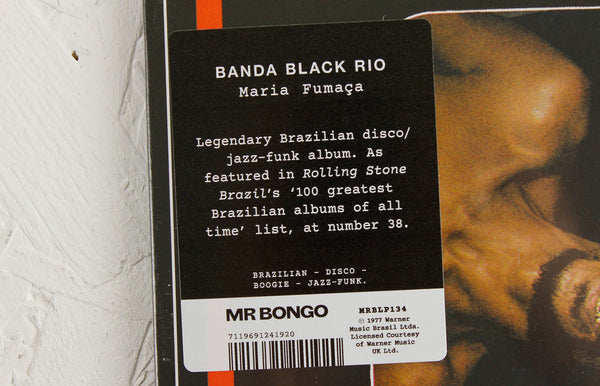 BANDA BLACK RIO
Maria Fumaça
Legendary Brazilian disco/
jazz-funk album. As
featured in Rolling Stone
Brazil's '100 greatest
Brazilian albums of all
time' list, at number 38.
BRAZILIAN – DISCO –
BOOGIE – JAZZ-FUNK.
MR BONGO
7119691241920
MRBLP134
℗ 1977 Warner
Music Brasil Ltda.
Licensed Courtesy
of Warner Music
UK Ltd.